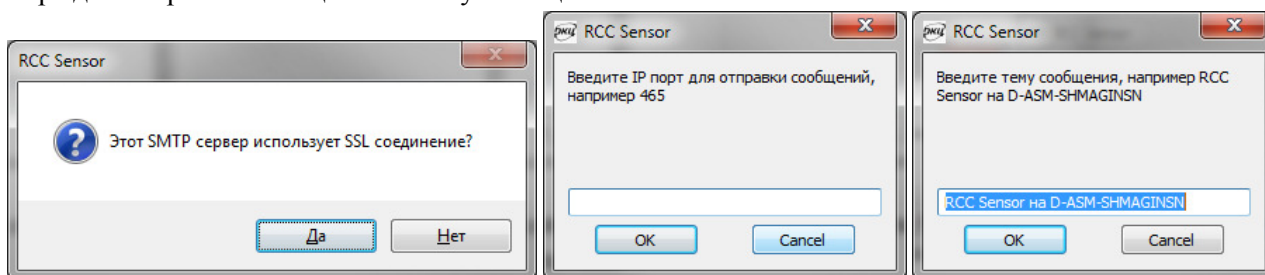 RCC Sensor
Этот SMTP сервер использует SSL соединение?
Да
Нет
ркц RCC Sensor
Введите IP порт для отправки сообщений,
например 465
OK
Cancel
ркц RCC Sensor
Введите тему сообщения, например RCC
Sensor на D-ASM-SHMAGINSN
RCC Sensor на D-ASM-SHMAGINSN
OK
Cancel